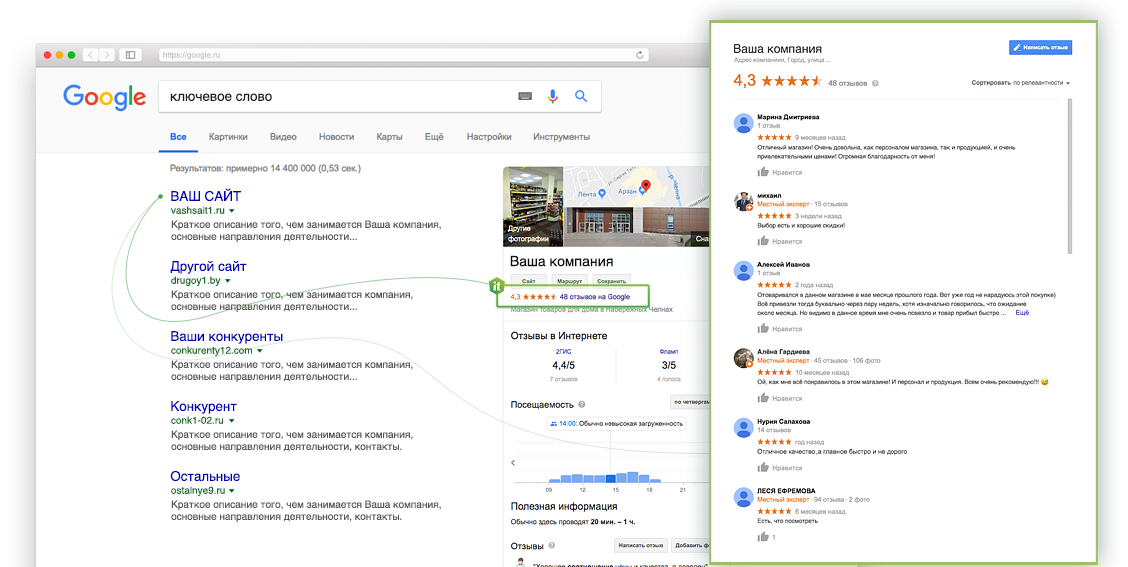 https://google.ru
Google
ключевое слово
Все
Картинки
Видео
Новости
Карты
Ещё
Настройки
Инструменты
Результатов: примерно 14 400 000 (0,53 сек.)
ВАШ САЙТ
vashsait1.ru
Краткое описание того, чем занимается Ваша компания,
основные направления деятельности...
Другой сайт
drugoy1.by
Краткое описание того, чем занимается компания,
основные направления деятельности...
Ваши конкуренты
conkurenty12.com
Краткое описание того, чем занимается компания,
основные направления деятельности...
Конкурент
conk1-02.ru
Краткое описание того, чем занимается компания,
основные направления деятельности, контакты.
Остальные
ostalnye9.ru
Краткое описание того, чем занимается Ваша компания,
основные направления деятельности, контакты.
Другие
фотографии
Лента
Арзан
Ваша компания
Сайт
Маршрут
Сохранить
it
4,3 48 отзывов на Google
Магазин товаров для дома в Набережных Челнах
Отзывы в Интернете
2ГИС
4,4/5
7 отзывов
Фламп
3/5
4 голоса
Посещаемость
по четвергам
14:00: Обычно невысокая загруженность
09 12 15 18 21
Полезная информация
Обычно здесь проводят 20 мин. – 1 ч.
Отзывы
Написать отзыв
Добавить ф
"Хорошее соотношение цены и качества, я доволен"
Ваша компания
Адрес компаниии, Город, улица ...
Написать отзыв
4,3 48 отзывов
Сортировать по релевантности
Марина Дмитриева
1 отзыв
9 месяцев назад
Отличный магазин! Очень довольна, как персоналом магазина, так и продукцией, и очень
привлекательными ценами! Огромная благодарность от меня!
Нравится
михаил
Местный эксперт · 15 отзывов
3 недели назад
Выбор есть и хорошие скидки!
Нравится
Алексей Иванов
1 отзыв
2 года назад
Отоваривался в данном магазине в мае месяце прошлого года. Вот уже год не нарадуюсь этой покупке)
Всё привезли тогда буквально через пару недель, хотя изначально говорилось, что ожидание
около месяца. Но видимо в данное время мне очень повезло и товар прибыл быстро ... Ещё
Нравится
Алёна Гардиева
Местный эксперт · 45 отзывов · 106 фото
10 месяцев назад
Ой, как мне всё понравилось в этом магазине! И персонал и продукция. Всем очень рекомендую!!! 😅
Нравится
Нурия Салахова
14 отзывов
год назад
Отличное качество,а главное быстро и не дорого
Нравится
ЛЕСЯ ЕФРЕМОВА
Местный эксперт · 94 отзыва · 2 фото
6 месяцев назад
Есть, что посмотреть
1